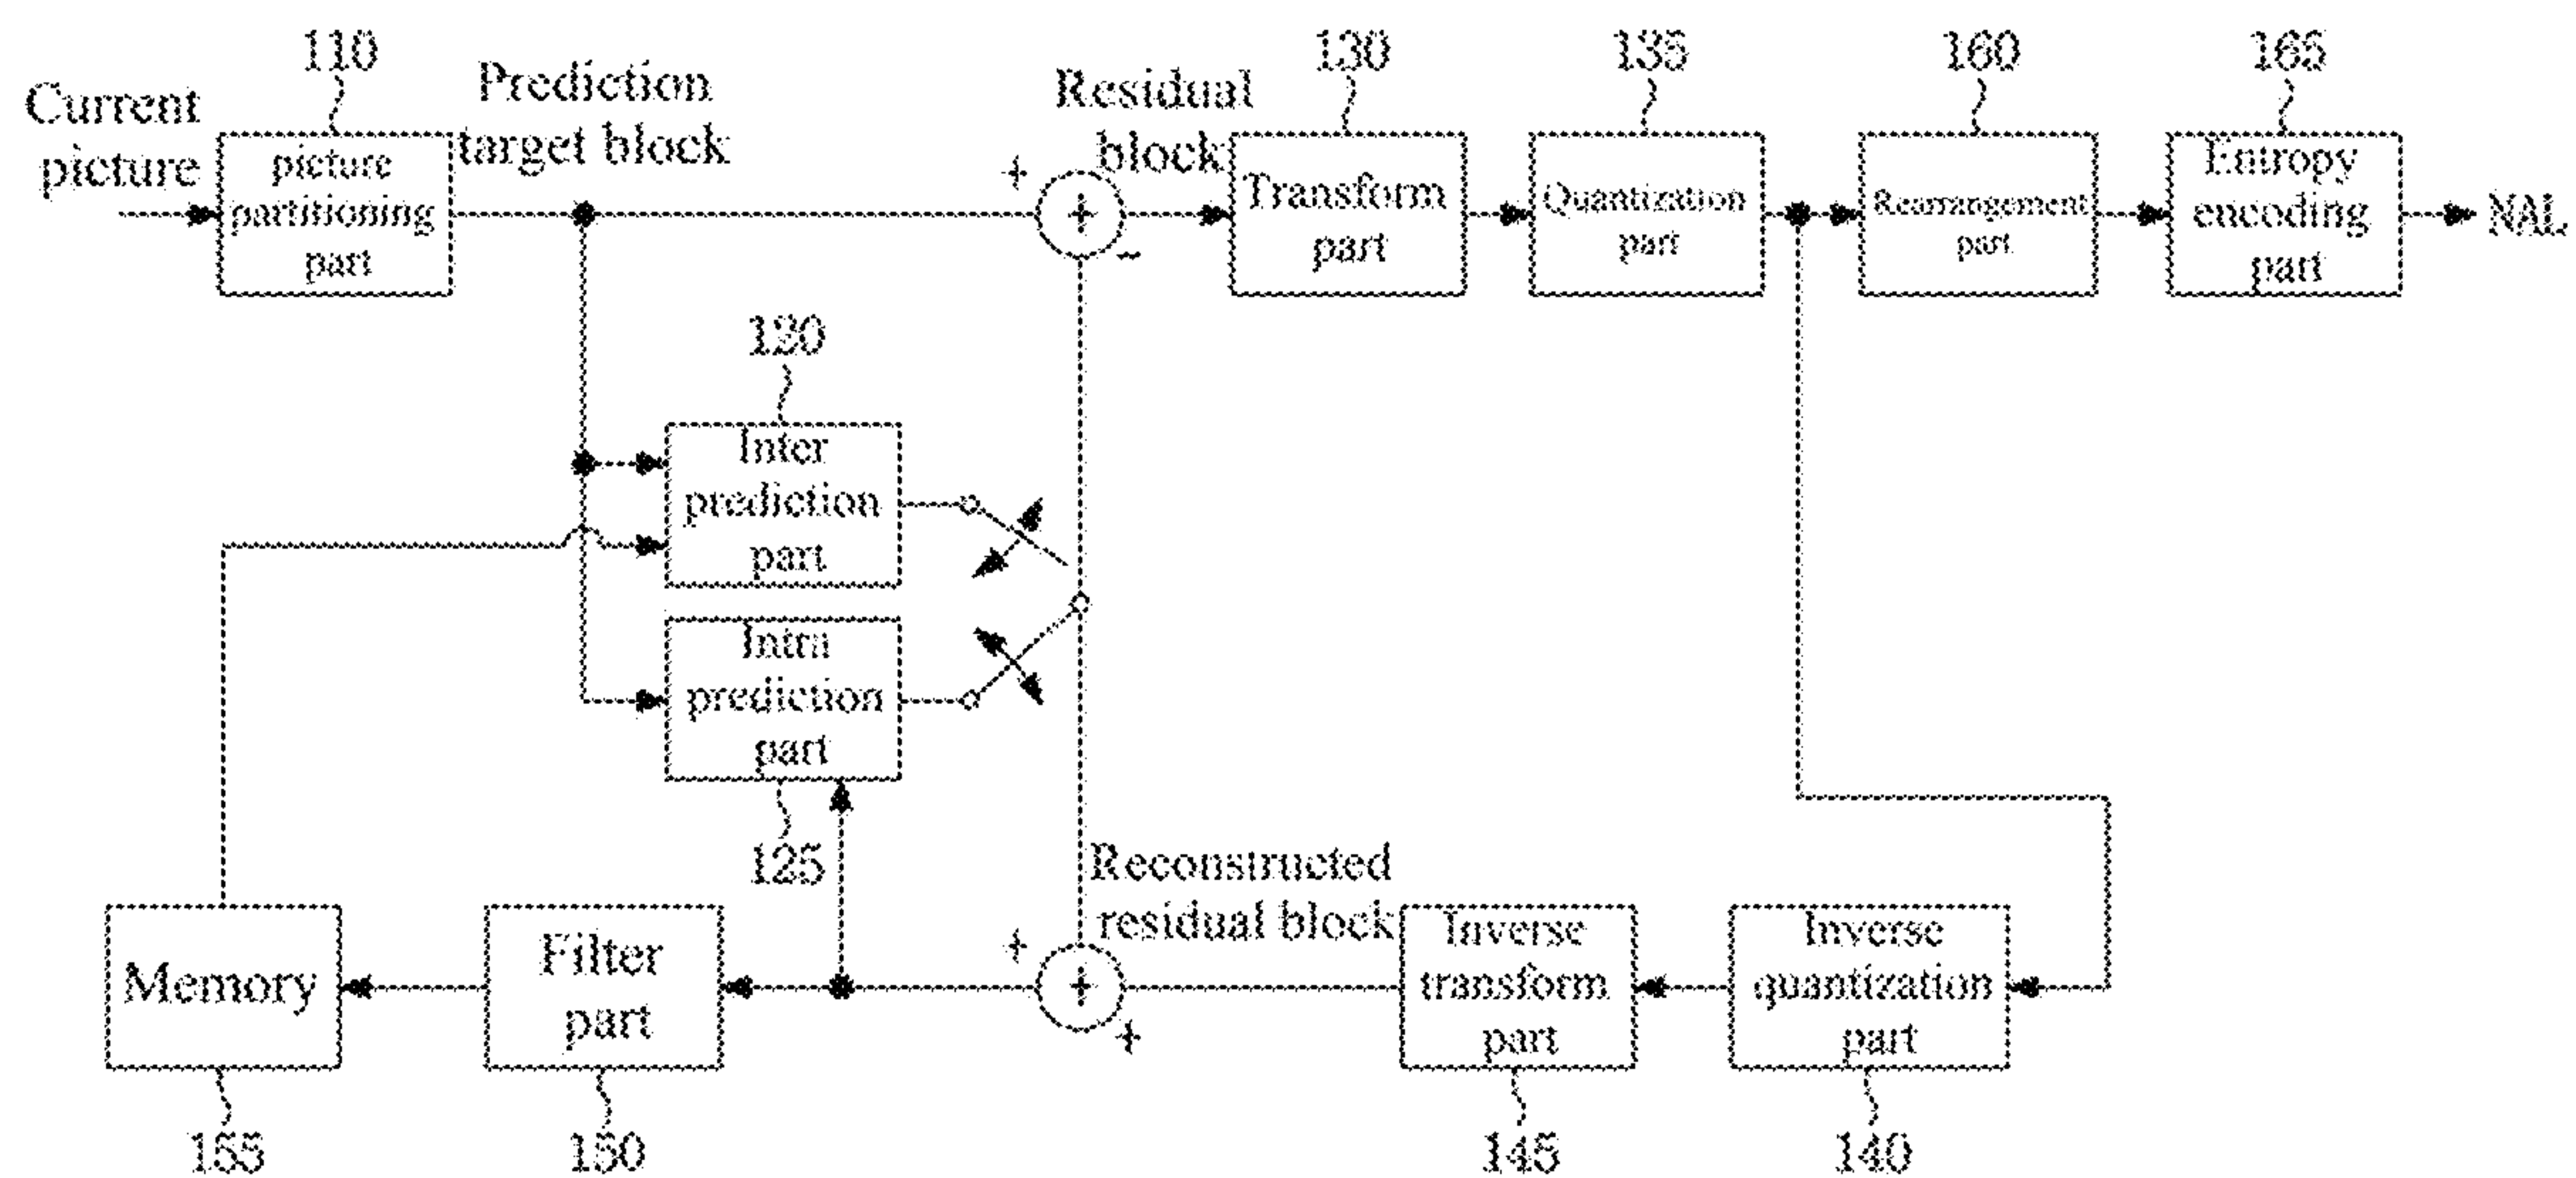 110
130
135
160
165
Current
picture
Prediction
target block
Residual
block
picture
partitioning
part
+
+
−
Transform
part
Quantization
part
Rearrangement
part
Entropy
encoding
part
NAL
120
Inter
prediction
part
Intra
prediction
part
125
Reconstructed
residual block
Memory
Filter
part
+
+
+
Inverse
transform
part
Inverse
quantization
part
155
150
145
140